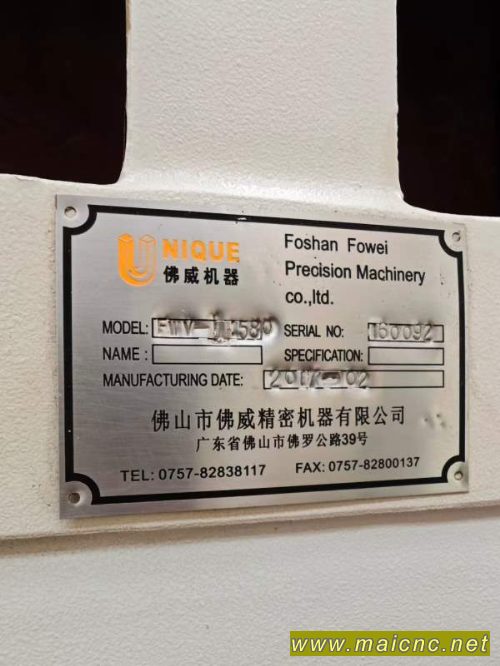 UNIQUE
佛威机器
Foshan Fowei
Precision Machinery
co.,ltd.
MODEL:
SERIAL NO: 160092
NAME :
SPECIFICATION:
MANUFACTURING DATE:
佛山市佛威精密机器有限公司
广东省佛山市佛罗公路39号
TEL: 0757-82838117 FAX: 0757-82800137
www.maicnc.net